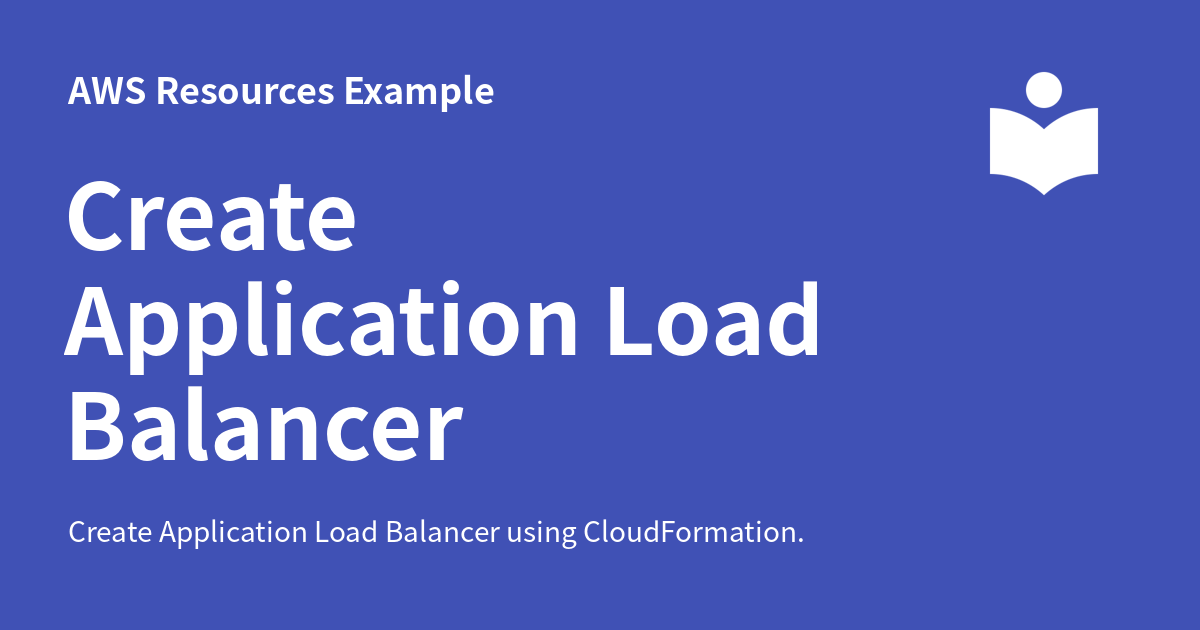 AWS Resources Example
Create
Application Load
Balancer
Create Application Load Balancer using CloudFormation.